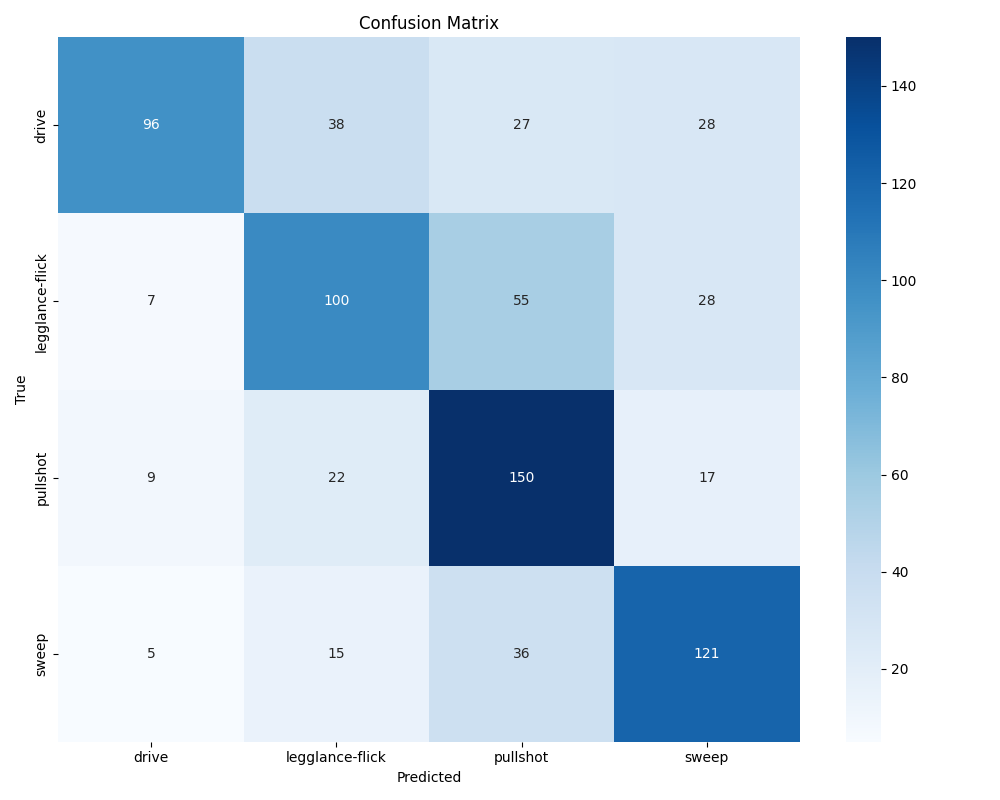 Confusion Matrix
drive
96
38
27
28
legglance-flick
7
100
55
28
pullshot
9
22
150
17
sweep
5
15
36
121
True
drive
legglance-flick
pullshot
sweep
Predicted
140
120
100
80
60
40
20